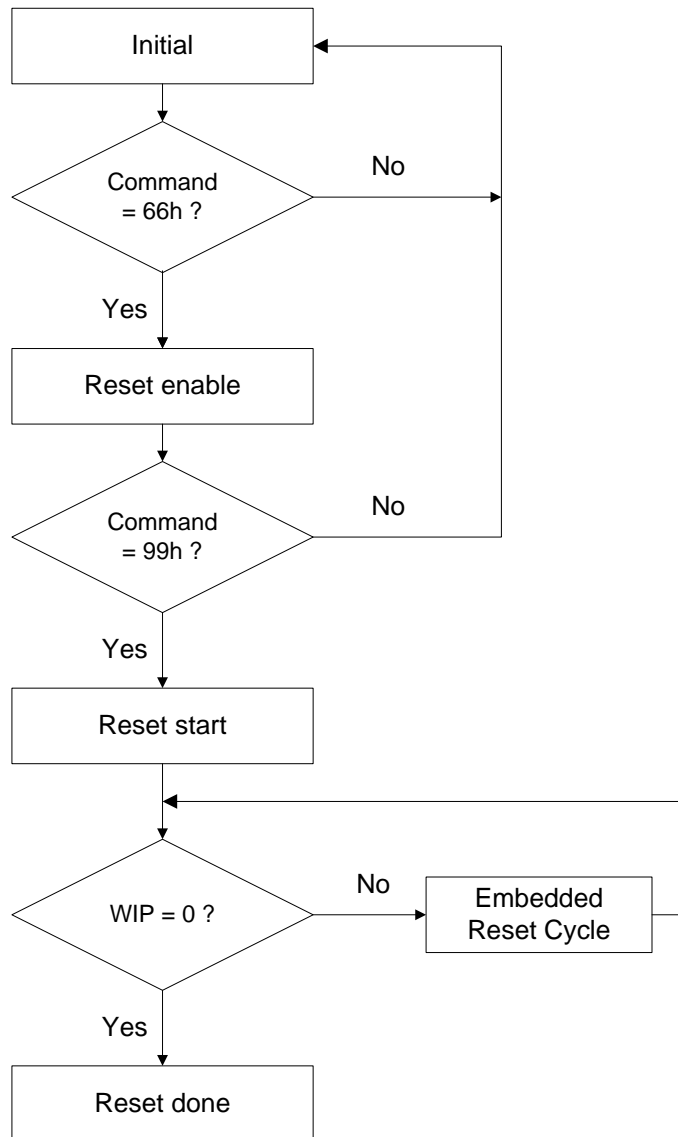 Initial
Command
= 66h ?
No
Yes
Reset enable
Command
= 99h ?
No
Yes
Reset start
WIP = 0 ?
No
Embedded
Reset Cycle
Yes
Reset done